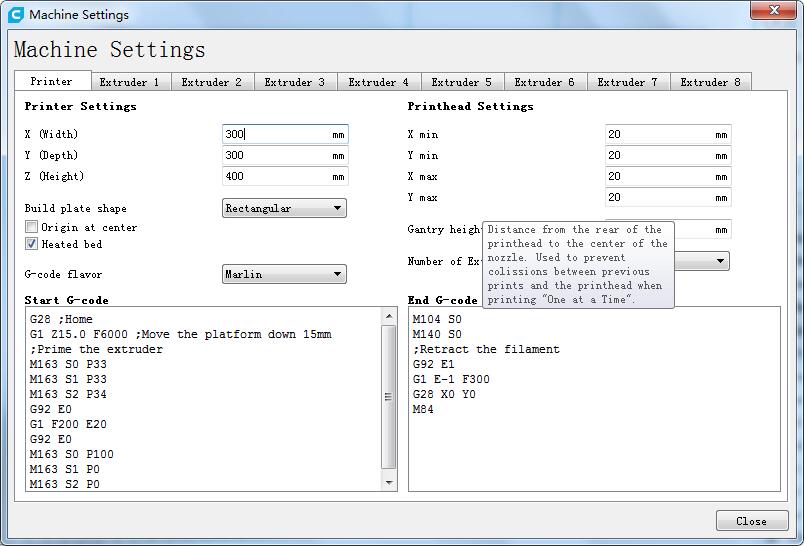 Machine Settings
Machine Settings
Printer Extruder 1 Extruder 2 Extruder 3 Extruder 4 Extruder 5 Extruder 6 Extruder 7 Extruder 8
Printer Settings
X (Width) 300 mm
Y (Depth) 300 mm
Z (Height) 400 mm
Build plate shape Rectangular
Origin at center
Heated bed
G-code flavor Marlin
Printhead Settings
X min 20 mm
Y min 20 mm
X max 20 mm
Y max 20 mm
Gantry heigh mm
Number of Ex
Distance from the rear of the
printhead to the center of the
nozzle. Used to prevent
colissions between previous
prints and the printhead when
printing "One at a Time".
Start G-code
G28 ;Home
G1 Z15.0 F6000 ;Move the platform down 15mm
;Prime the extruder
M163 S0 P33
M163 S1 P33
M163 S2 P34
G92 E0
G1 F200 E20
G92 E0
M163 S0 P100
M163 S1 P0
M163 S2 P0
End G-code
M104 S0
M140 S0
;Retract the filament
G92 E1
G1 E-1 F300
G28 X0 Y0
M84
Close